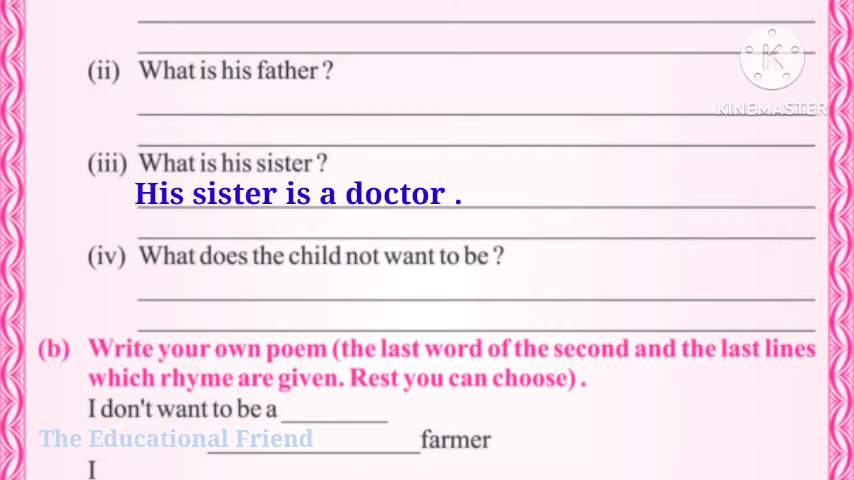 (ii) What is his father ?
KINEMASTER
(iii) What is his sister ?
His sister is a doctor .
(iv) What does the child not want to be ?
(b) Write your own poem (the last word of the second and the last lines
which rhyme are given. Rest you can choose) .
I don't want to be a
The Educational Friend farmer
I